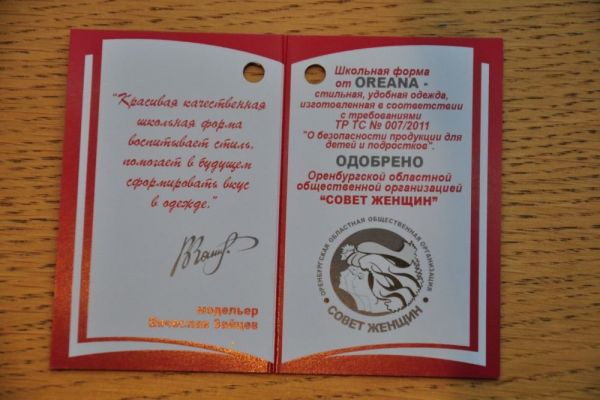 "Красивая качественная
школьная форма
воспитывает стиль,
помогает в будущем
сформировать вкус
в одежде."
модельер
Вячеслав Зайцев
Школьная форма
от OREANA -
стильная, удобная одежда,
изготовленная в соответствии
с требованиями
ТР ТС № 007/2011
"О безопасности продукции для
детей и подростков".
ОДОБРЕНО
Оренбургской областной
общественной организацией
"СОВЕТ ЖЕНЩИН"
ОРЕНБУРГСКАЯ ОБЛАСТНАЯ ОБЩЕСТВЕННАЯ ОРГАНИЗАЦИЯ
• СОВЕТ ЖЕНЩИН •